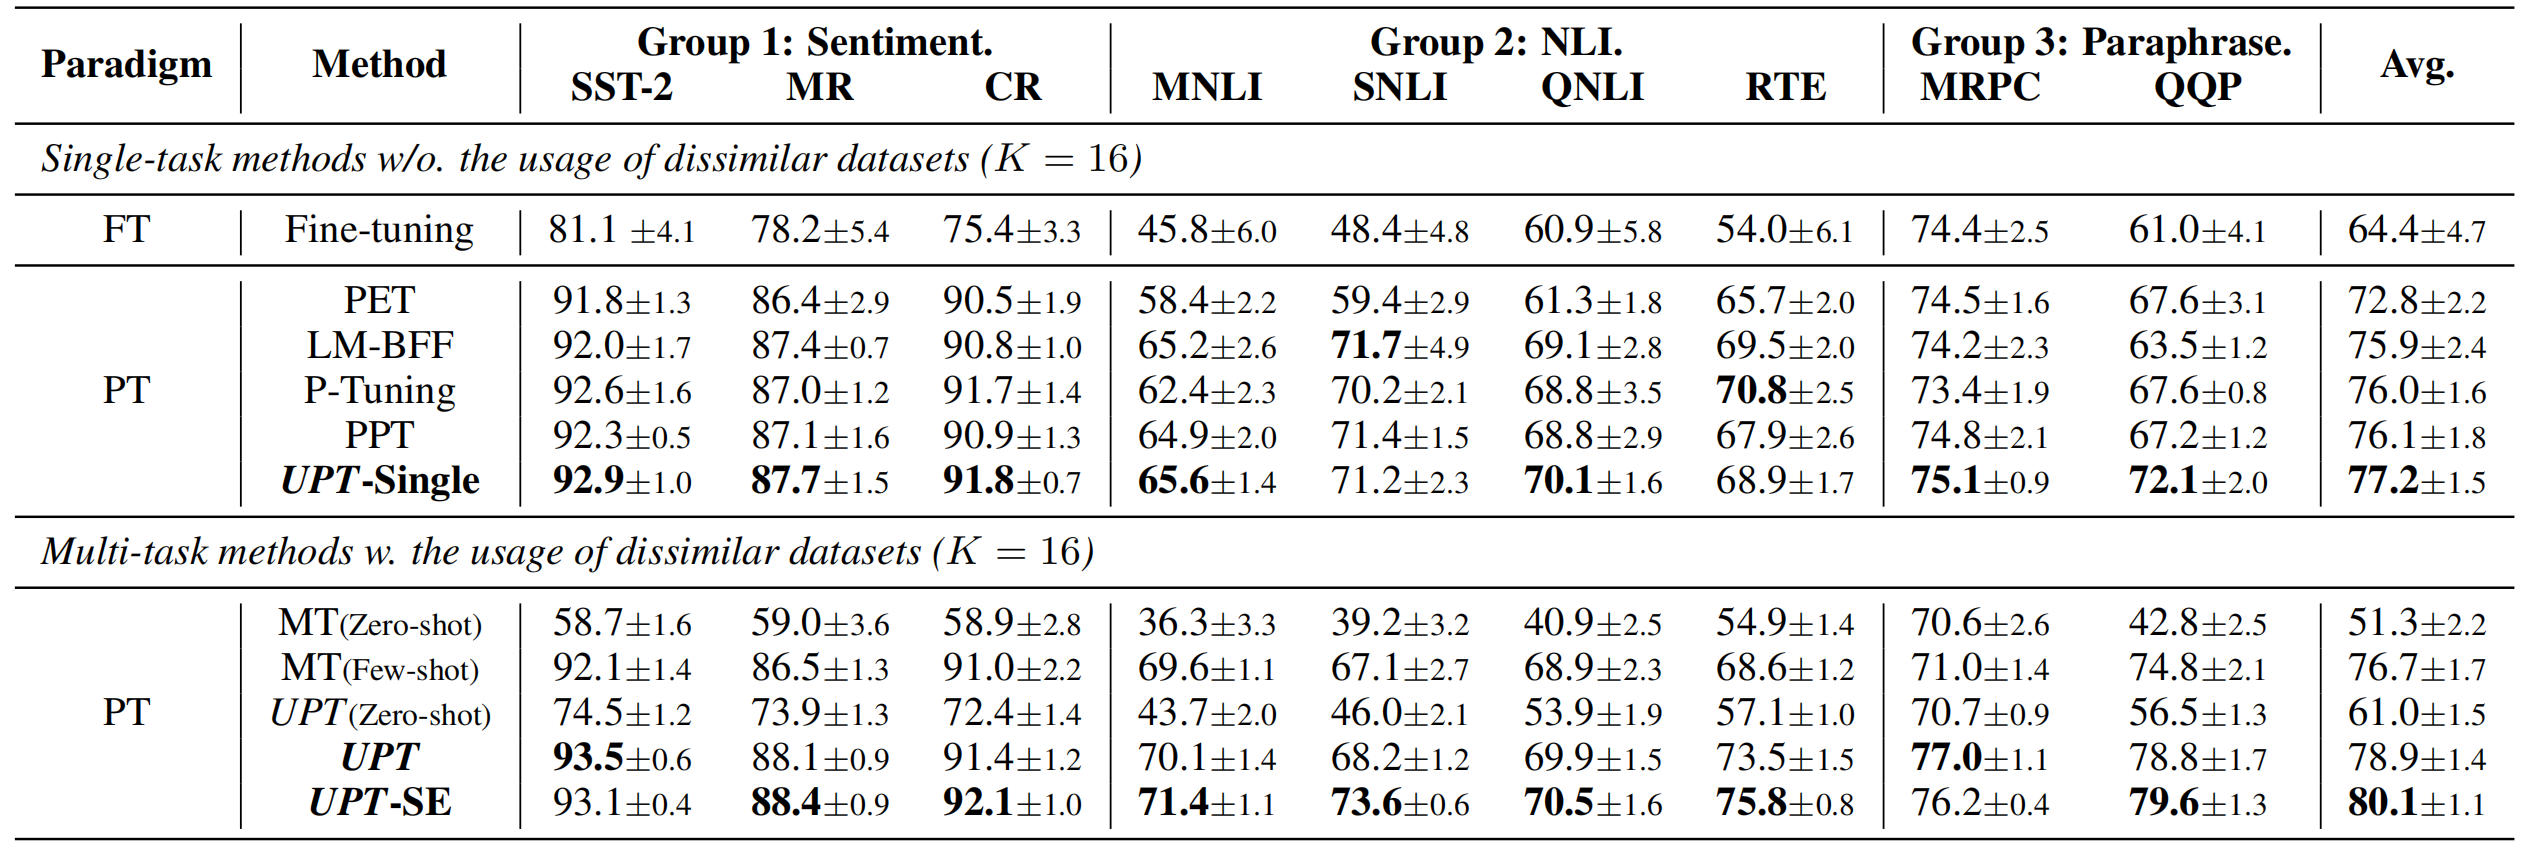 Paradigm Method Group 1: Sentiment. Group 2: NLI. Group 3: Paraphrase. Avg.
SST-2 MR CR MNLI SNLI QNLI RTE MRPC QQP
Single-task methods w/o. the usage of dissimilar datasets (K = 16)
FT Fine-tuning 81.1 ±4.1 78.2±5.4 75.4±3.3 45.8±6.0 48.4±4.8 60.9±5.8 54.0±6.1 74.4±2.5 61.0±4.1 64.4±4.7
PET 91.8±1.3 86.4±2.9 90.5±1.9 58.4±2.2 59.4±2.9 61.3±1.8 65.7±2.0 74.5±1.6 67.6±3.1 72.8±2.2
LM-BFF 92.0±1.7 87.4±0.7 90.8±1.0 65.2±2.6 71.7±4.9 69.1±2.8 69.5±2.0 74.2±2.3 63.5±1.2 75.9±2.4
PT P-Tuning 92.6±1.6 87.0±1.2 91.7±1.4 62.4±2.3 70.2±2.1 68.8±3.5 70.8±2.5 73.4±1.9 67.6±0.8 76.0±1.6
PPT 92.3±0.5 87.1±1.6 90.9±1.3 64.9±2.0 71.4±1.5 68.8±2.9 67.9±2.6 74.8±2.1 67.2±1.2 76.1±1.8
UPT-Single 92.9±1.0 87.7±1.5 91.8±0.7 65.6±1.4 71.2±2.3 70.1±1.6 68.9±1.7 75.1±0.9 72.1±2.0 77.2±1.5
Multi-task methods w. the usage of dissimilar datasets (K = 16)
MT(Zero-shot) 58.7±1.6 59.0±3.6 58.9±2.8 36.3±3.3 39.2±3.2 40.9±2.5 54.9±1.4 70.6±2.6 42.8±2.5 51.3±2.2
MT(Few-shot) 92.1±1.4 86.5±1.3 91.0±2.2 69.6±1.1 67.1±2.7 68.9±2.3 68.6±1.2 71.0±1.4 74.8±2.1 76.7±1.7
PT UPT(Zero-shot) 74.5±1.2 73.9±1.3 72.4±1.4 43.7±2.0 46.0±2.1 53.9±1.9 57.1±1.0 70.7±0.9 56.5±1.3 61.0±1.5
UPT 93.5±0.6 88.1±0.9 91.4±1.2 70.1±1.4 68.2±1.2 69.9±1.5 73.5±1.5 77.0±1.1 78.8±1.7 78.9±1.4
UPT-SE 93.1±0.4 88.4±0.9 92.1±1.0 71.4±1.1 73.6±0.6 70.5±1.6 75.8±0.8 76.2±0.4 79.6±1.3 80.1±1.1